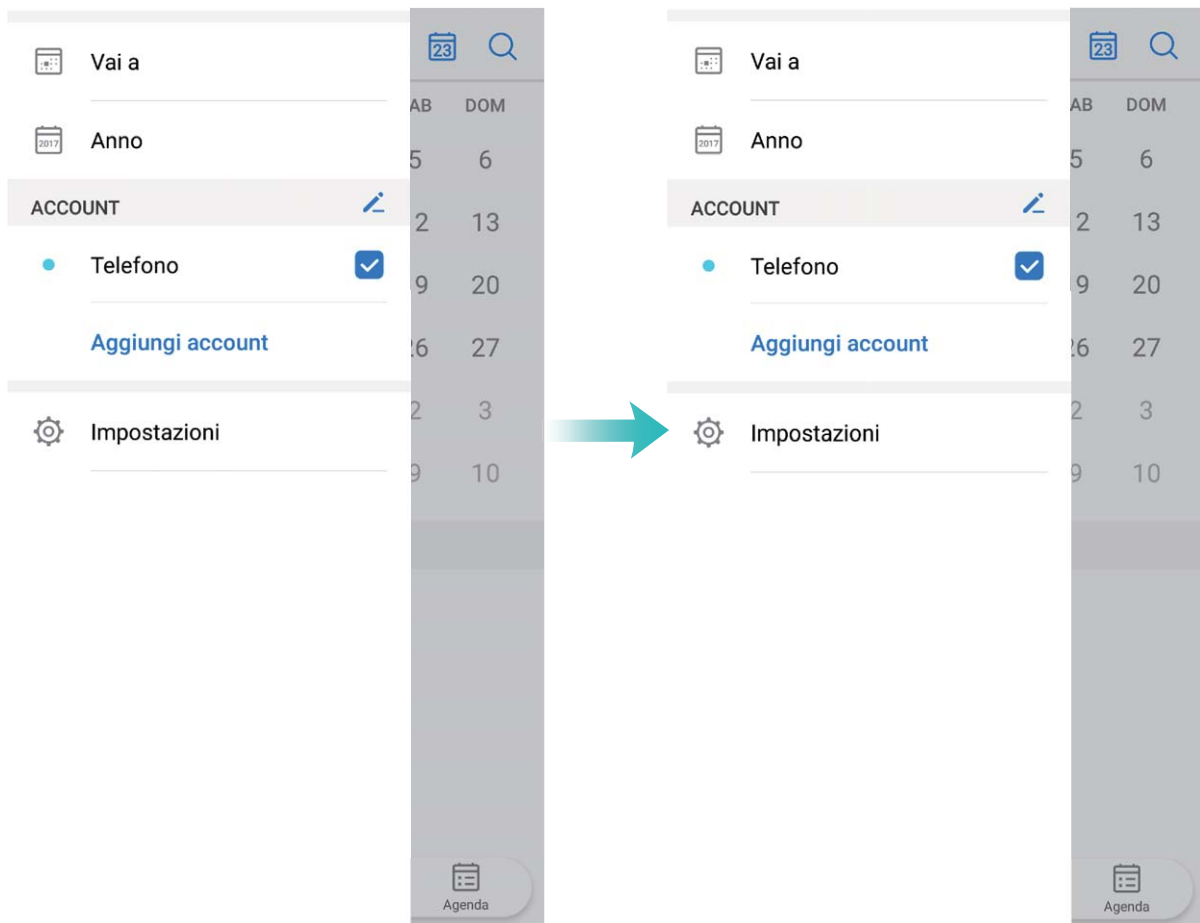 Vai a
23
AB DOM
2017
Anno
5 6
ACCOUNT
2 13
Telefono
9 20
Aggiungi account
26 27
2 3
Impostazioni
9 10
Agenda
Vai a
23
AB DOM
2017
Anno
5 6
ACCOUNT
2 13
Telefono
9 20
Aggiungi account
26 27
2 3
Impostazioni
9 10
Agenda